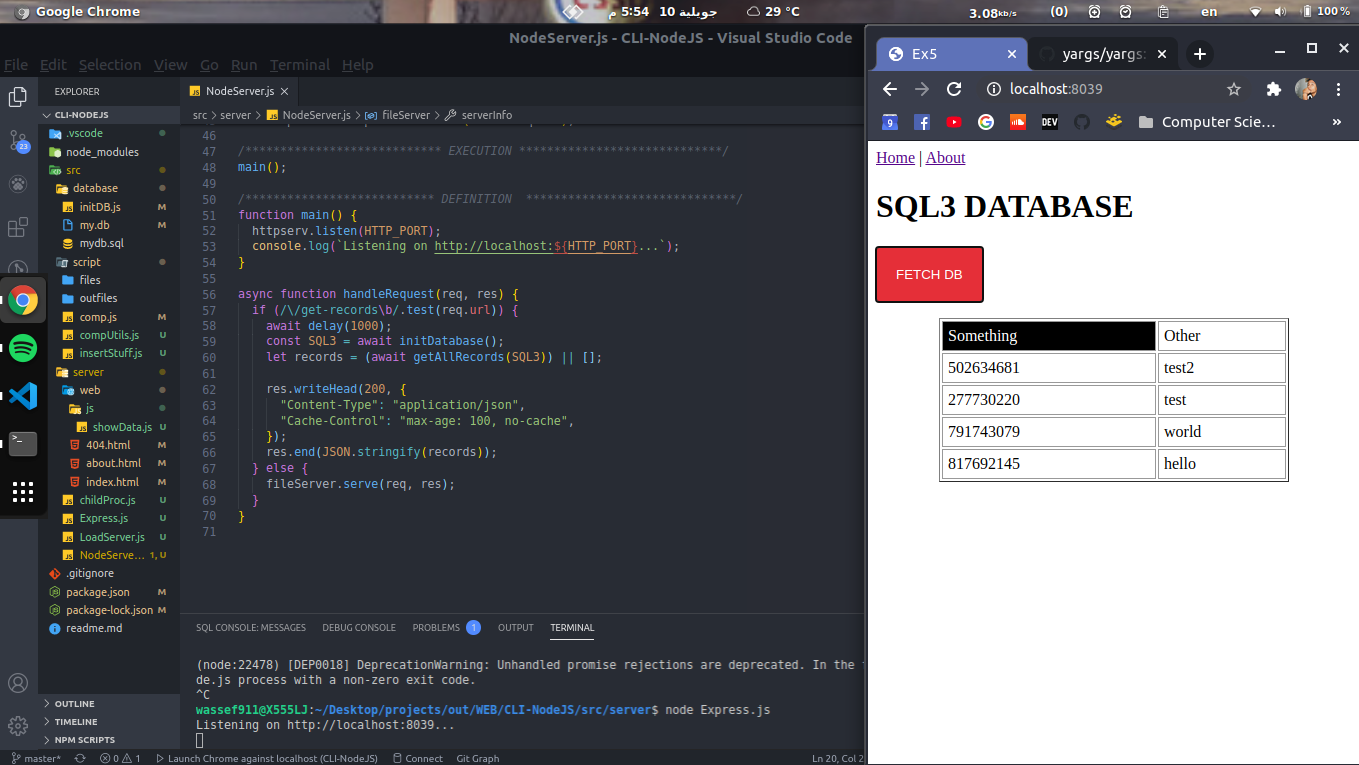 Google Chrome
م 5:54 جويلية 10
29 °C
3.08kb/s
(0)
en
100 %
NodeServer.js - CLI-NodeJS - Visual Studio Code
File Edit Selection View Go Run Terminal Help
EXPLORER
CLI-NODEJS
.vscode
node_modules
src
database
initDB.js M
my.db M
mydb.sql
script
files
outfiles
comp.js M
compUtils.js U
insertStuff.js U
server
web
js
showData.js U
404.html M
about.html M
index.html M
childProc.js U
Express.js U
LoadServer.js U
NodeServe... 1, U
.gitignore
package.json M
package-lock.json M
readme.md
OUTLINE
TIMELINE
NPM SCRIPTS
23
NodeServer.js
src > server > NodeServer.js > fileServer > serverInfo
46
47 /**************************** EXECUTION *****************************/
48 main();
49
50 /*************************** DEFINITION ******************************/
51 function main() {
52 httpserv.listen(HTTP_PORT);
53 console.log(`Listening on http://localhost:${HTTP_PORT}...`);
54 }
55
56 async function handleRequest(req, res) {
57 if (/\/get-records\b/.test(req.url)) {
58 await delay(1000);
59 const SQL3 = await initDatabase();
60 let records = (await getAllRecords(SQL3)) || [];
61
62 res.writeHead(200, {
63 "Content-Type": "application/json",
64 "Cache-Control": "max-age: 100, no-cache",
65 });
66 res.end(JSON.stringify(records));
67 } else {
68 fileServer.serve(req, res);
69 }
70 }
71
SQL CONSOLE: MESSAGES DEBUG CONSOLE PROBLEMS 1 OUTPUT TERMINAL
(node:22478) [DEP0018] DeprecationWarning: Unhandled promise rejections are deprecated. In the
de.js process with a non-zero exit code.
^C
wassef911@X555LJ:~/Desktop/projects/out/WEB/CLI-NodeJS/src/server$ node Express.js
Listening on http://localhost:8039...
master* 0 1 Launch Chrome against localhost (CLI-NodeJS) Connect Git Graph Ln 20, Col 2
Ex5
yargs/yargs:
localhost:8039
9
DEV
Computer Scie...
»
Home | About
SQL3 DATABASE
FETCH DB
Something Other
502634681 test2
277730220 test
791743079 world
817692145 hello